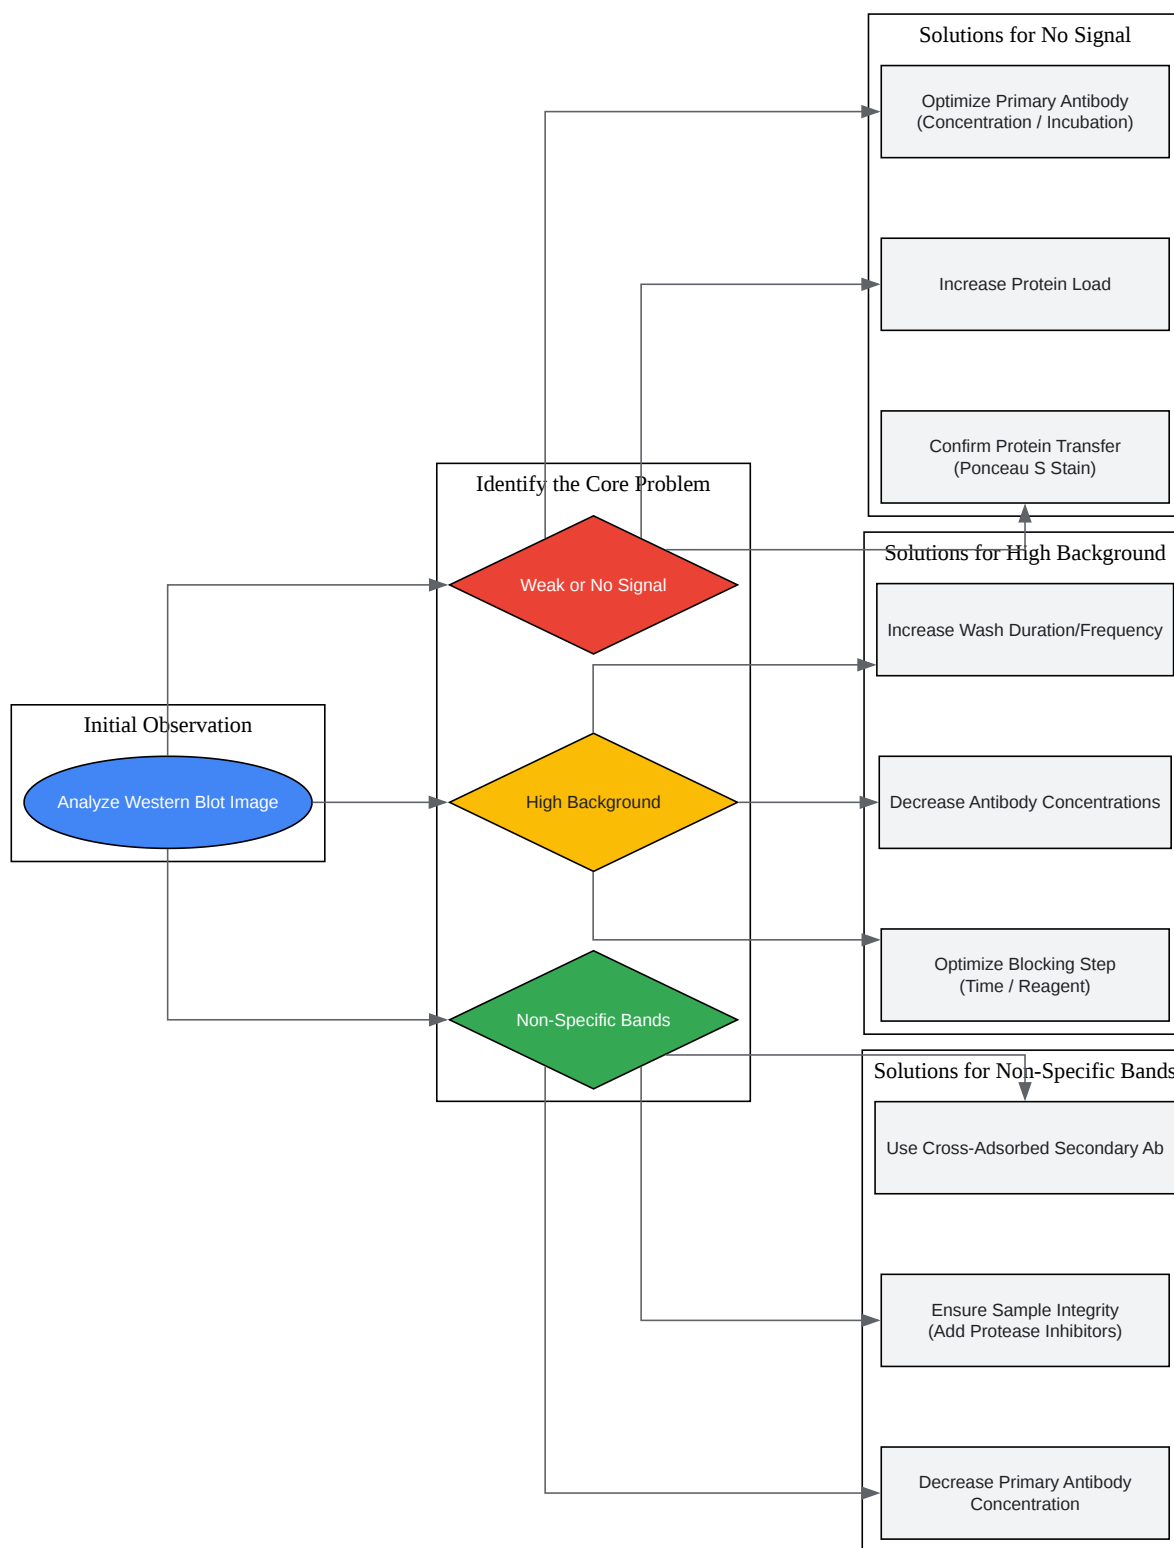 Initial Observation
Analyze Western Blot Image
Identify the Core Problem
Weak or No Signal
High Background
Non-Specific Bands
Solutions for No Signal
Optimize Primary Antibody
(Concentration / Incubation)
Increase Protein Load
Confirm Protein Transfer
(Ponceau S Stain)
Solutions for High Background
Increase Wash Duration/Frequency
Decrease Antibody Concentrations
Optimize Blocking Step
(Time / Reagent)
Solutions for Non-Specific Bands
Use Cross-Adsorbed Secondary Ab
Ensure Sample Integrity
(Add Protease Inhibitors)
Decrease Primary Antibody
Concentration